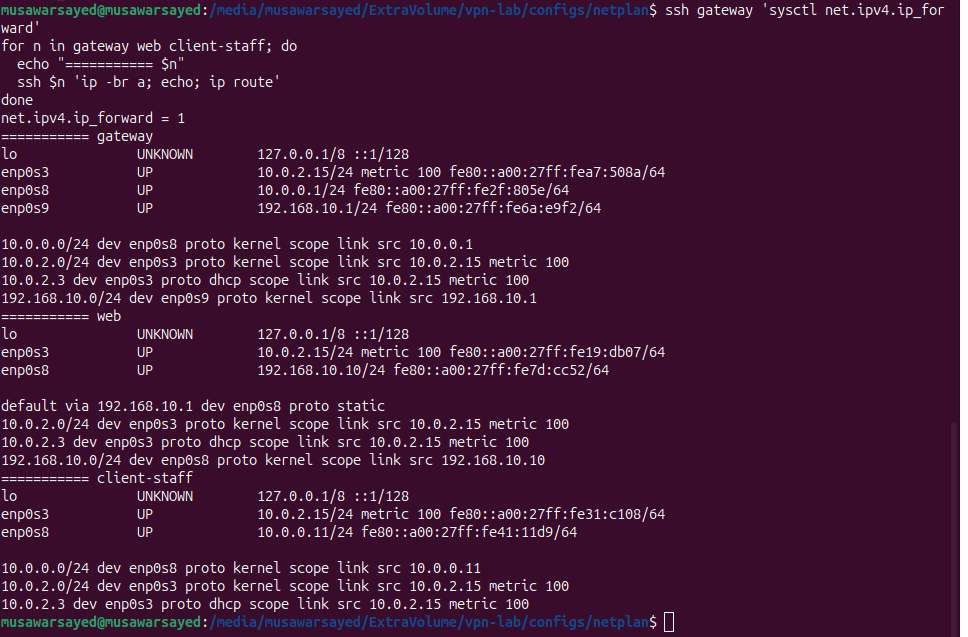 musawarsayed@musawarsayed:/media/musawarsayed/ExtraVolume/vpn-lab/configs/netplan$ ssh gateway 'sysctl net.ipv4.ip_for
ward'
for n in gateway web client-staff; do
  echo "=========== $n"
  ssh $n 'ip -br a; echo; ip route'
done
net.ipv4.ip_forward = 1
=========== gateway
lo               UNKNOWN        127.0.0.1/8 ::1/128
enp0s3           UP             10.0.2.15/24 metric 100 fe80::a00:27ff:fea7:508a/64
enp0s8           UP             10.0.0.1/24 fe80::a00:27ff:fe2f:805e/64
enp0s9           UP             192.168.10.1/24 fe80::a00:27ff:fe6a:e9f2/64

10.0.0.0/24 dev enp0s8 proto kernel scope link src 10.0.0.1
10.0.2.0/24 dev enp0s3 proto kernel scope link src 10.0.2.15 metric 100
10.0.2.3 dev enp0s3 proto dhcp scope link src 10.0.2.15 metric 100
192.168.10.0/24 dev enp0s9 proto kernel scope link src 192.168.10.1
=========== web
lo               UNKNOWN        127.0.0.1/8 ::1/128
enp0s3           UP             10.0.2.15/24 metric 100 fe80::a00:27ff:fe19:db07/64
enp0s8           UP             192.168.10.10/24 fe80::a00:27ff:fe7d:cc52/64

default via 192.168.10.1 dev enp0s8 proto static
10.0.2.0/24 dev enp0s3 proto kernel scope link src 10.0.2.15 metric 100
10.0.2.3 dev enp0s3 proto dhcp scope link src 10.0.2.15 metric 100
192.168.10.0/24 dev enp0s8 proto kernel scope link src 192.168.10.10
=========== client-staff
lo               UNKNOWN        127.0.0.1/8 ::1/128
enp0s3           UP             10.0.2.15/24 metric 100 fe80::a00:27ff:fe31:c108/64
enp0s8           UP             10.0.0.11/24 fe80::a00:27ff:fe41:11d9/64

10.0.0.0/24 dev enp0s8 proto kernel scope link src 10.0.0.11
10.0.2.0/24 dev enp0s3 proto kernel scope link src 10.0.2.15 metric 100
10.0.2.3 dev enp0s3 proto dhcp scope link src 10.0.2.15 metric 100
musawarsayed@musawarsayed:/media/musawarsayed/ExtraVolume/vpn-lab/configs/netplan$